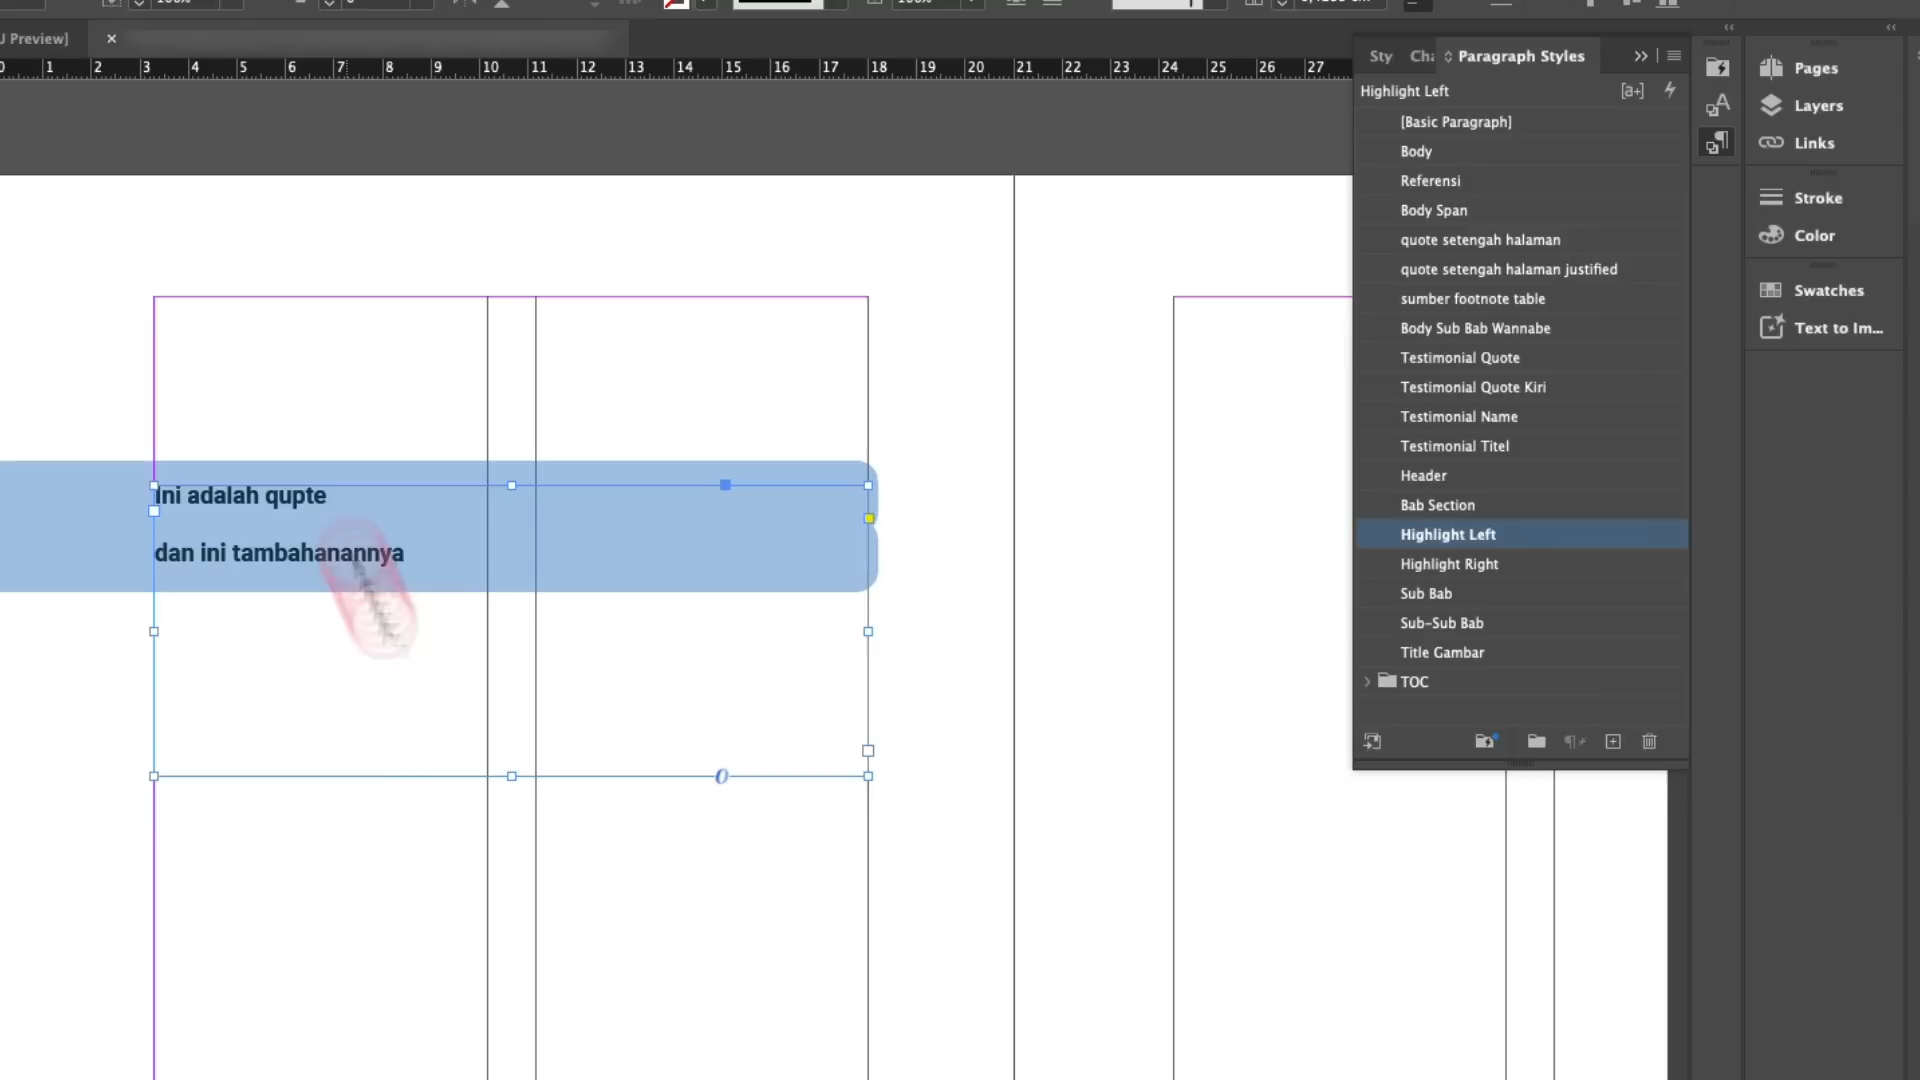 U Preview]
×
0 1 2 3 4 5 6 7 8 9 10 11 12 13 14 15 16 17 18 19 20 21 22 23 24 25 26 27
Sty
Cha
Paragraph Styles
Highlight Left
[a+]
[Basic Paragraph]
Body
Referensi
Body Span
quote setengah halaman
quote setengah halaman justified
sumber footnote table
Body Sub Bab Wannabe
Testimonial Quote
Testimonial Quote Kiri
Testimonial Name
Testimonial Titel
Header
Bab Section
Highlight Left
Highlight Right
Sub Bab
Sub-Sub Bab
Title Gambar
TOC
Pages
Layers
Links
Stroke
Color
Swatches
Text to Im...
ini adalah qupte
dan ini tambahanannya